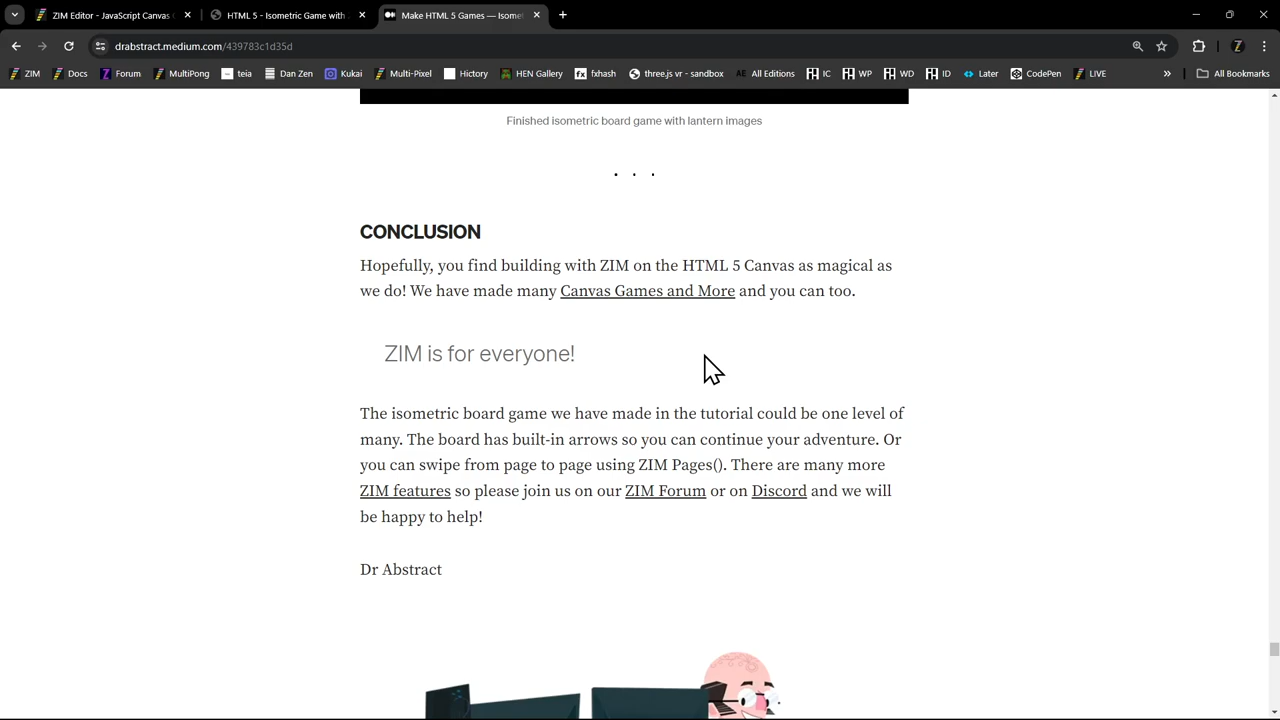 ZIM Editor - JavaScript Canvas
HTML 5 - Isometric Game with
Make HTML 5 Games — Isomet
drabstract.medium.com/439783c1d35d
ZIM
Docs
Forum
MultiPong
teia
Dan Zen
Kukai
Multi-Pixel
Hictory
HEN Gallery
fxhash
three.js vr - sandbox
AE All Editions
IC
WP
WD
ID
Later
CodePen
LIVE
All Bookmarks
Finished isometric board game with lantern images
. . .
CONCLUSION
Hopefully, you find building with ZIM on the HTML 5 Canvas as magical as
we do! We have made many Canvas Games and More and you can too.
ZIM is for everyone!
The isometric board game we have made in the tutorial could be one level of
many. The board has built-in arrows so you can continue your adventure. Or
you can swipe from page to page using ZIM Pages(). There are many more
ZIM features so please join us on our ZIM Forum or on Discord and we will
be happy to help!
Dr Abstract